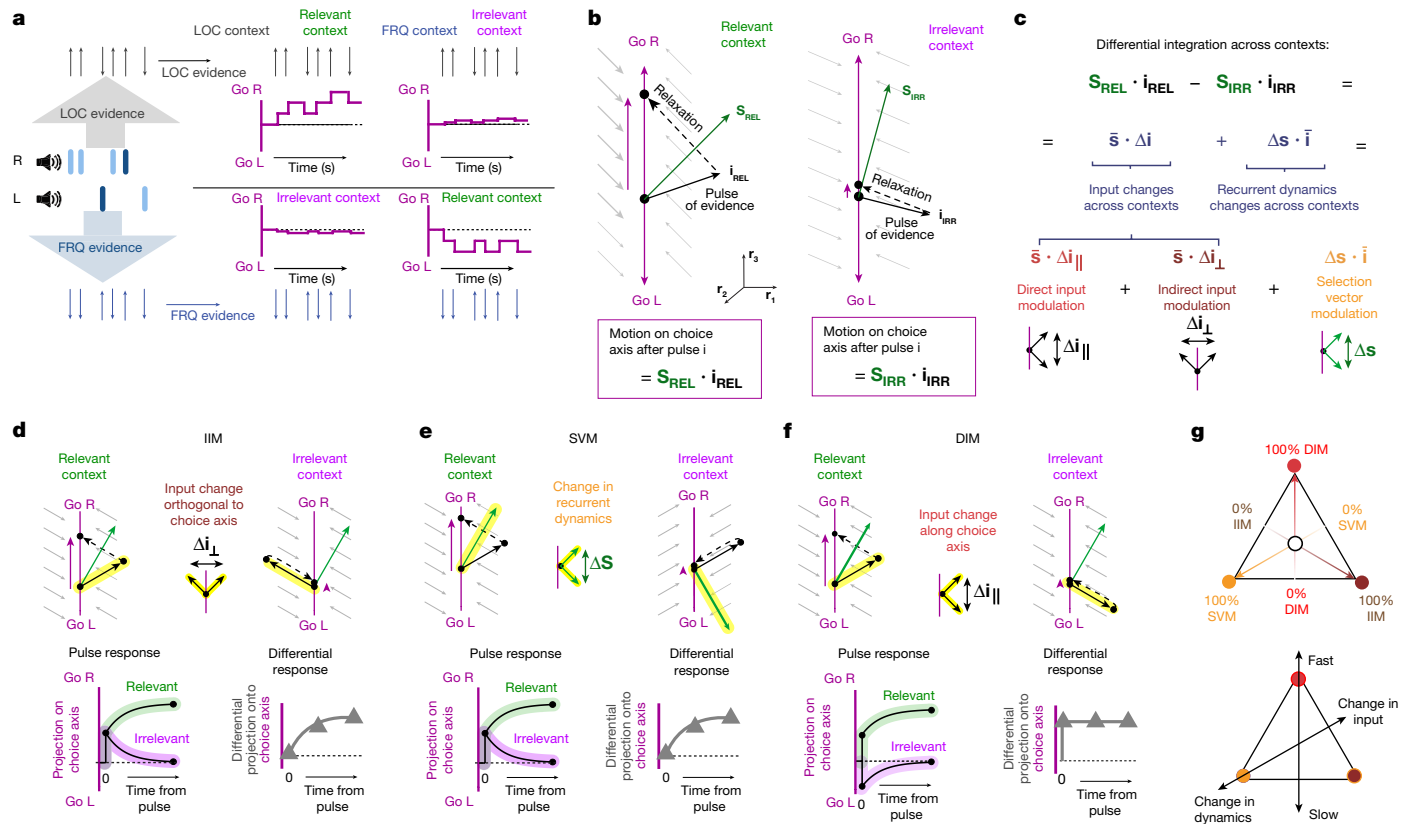 a
LOC context
Relevant
context
FRQ context
Irrelevant
context
LOC evidence
LOC evidence
R
L
FRQ evidence
FRQ evidence
Go R
Go L
Time (s)
Go R
Go L
Time (s)
Go R
Irrelevant context
Go L
Time (s)
Go R
Relevant context
Go L
Time (s)
b
Go R
Relevant
context
Relaxation
S_REL
i_REL
Pulse
of evidence
Go L
r3
r2
r1
Motion on choice
axis after pulse i
= S_REL · i_REL
Go R
Irrelevant
context
S_IRR
Relaxation
Pulse
of evidence
i_IRR
Go L
Motion on choice
axis after pulse i
= S_IRR · i_IRR
c
Differential integration across contexts:
S_REL · i_REL − S_IRR · i_IRR =
= s̄ · Δi + Δs · ī =
Input changes
across contexts
Recurrent dynamics
changes across contexts
s̄ · Δi∥
s̄ · Δi⊥
Δs · ī
Direct input
modulation
+
Indirect input
modulation
+
Selection
vector
modulation
Δi∥
Δi⊥
Δs
d
IIM
Relevant
context
Irrelevant
context
Go R
Input change
orthogonal to
choice axis
Δi⊥
Go R
Go L
Go L
Pulse response
Differential
response
Go R
Projection on
choice axis
Relevant
Irrelevant
0
Go L
Time from
pulse
Differential
projection onto
choice axis
0
Time from
pulse
e
SVM
Relevant
context
Irrelevant
context
Go R
Change in
recurrent
dynamics
ΔS
Go R
Go L
Go L
Pulse response
Differential
response
Go R
Projection on
choice axis
Relevant
Irrelevant
0
Go L
Time from
pulse
Differential
projection onto
choice axis
0
Time from
pulse
f
DIM
Relevant
context
Irrelevant
context
Go R
Input change
along choice
axis
Δi∥
Go R
Go L
Go L
Pulse response
Differential
response
Go R
Projection on
choice axis
Relevant
Irrelevant
Go L
0
Time from
pulse
Differential
projection onto
choice axis
0
Time from
pulse
g
100% DIM
0%
IIM
0%
SVM
100%
SVM
0%
DIM
100%
IIM
Fast
Change in
input
Change in
dynamics
Slow